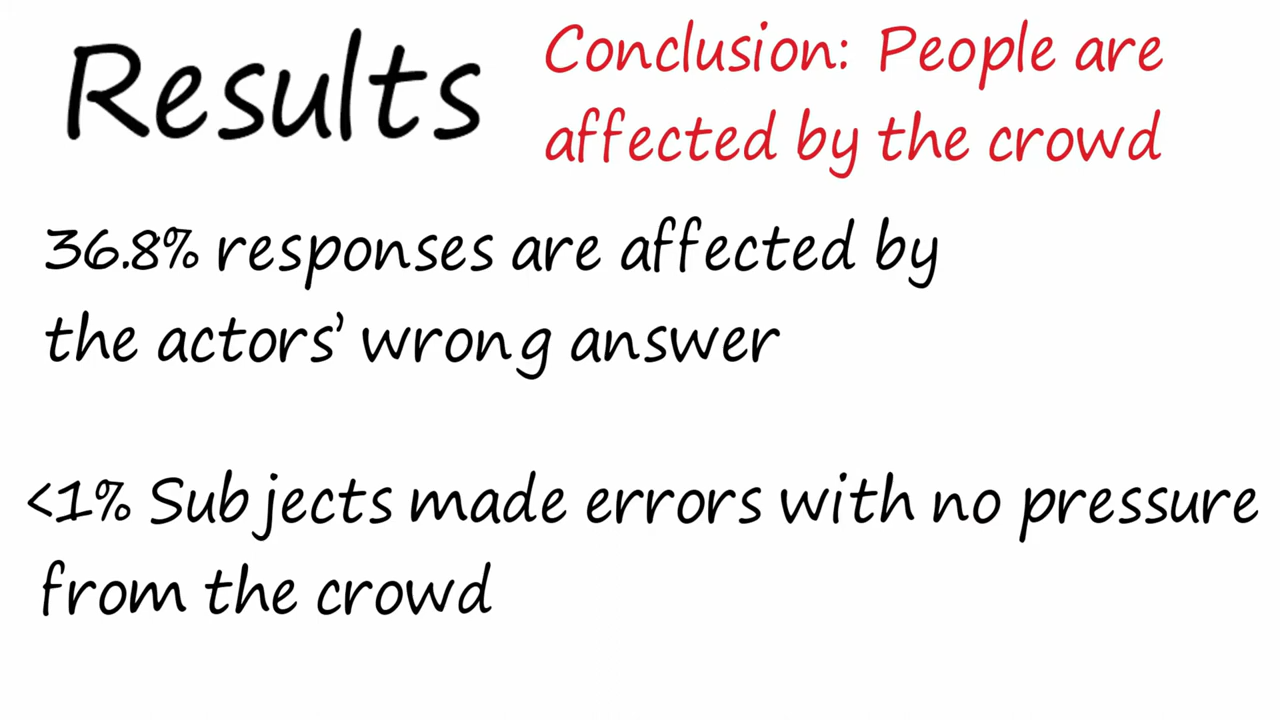 Results
Conclusion: People are
affected by the crowd
36.8% responses are affected by
the actors’ wrong answer
<1% Subjects made errors with no pressure
from the crowd